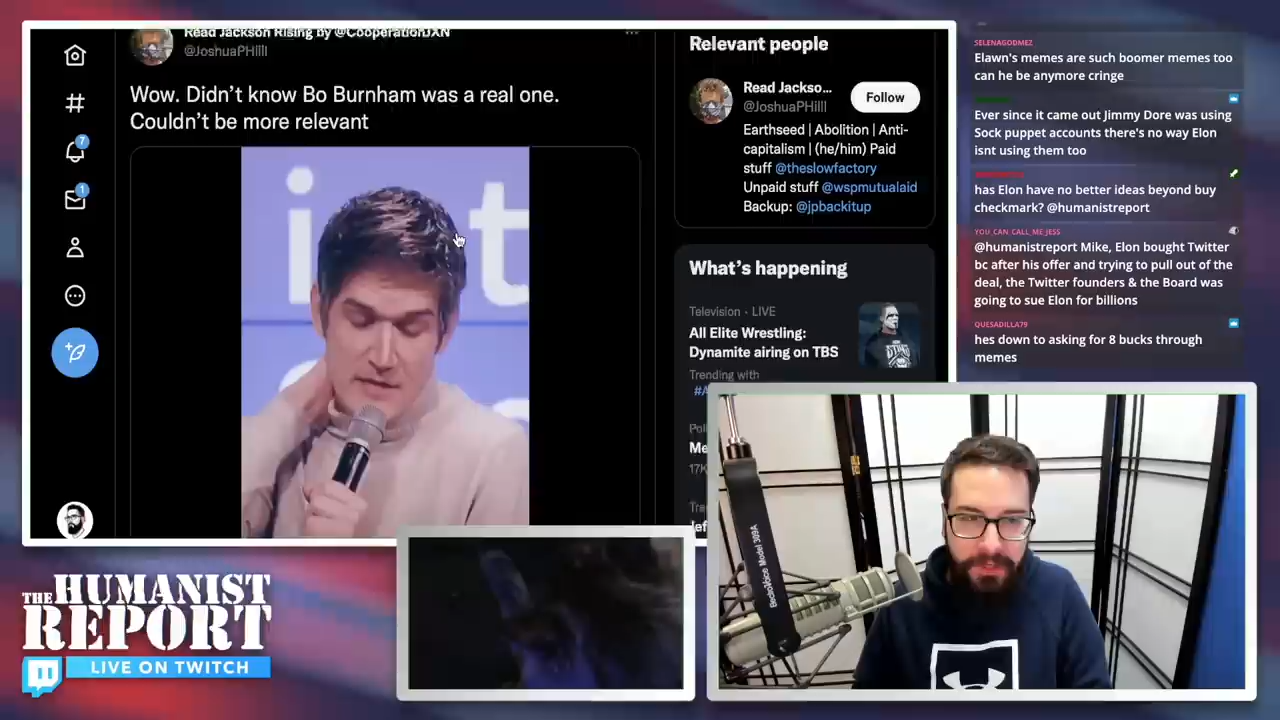 Read Jackson Rising by @CooperationJXN
@JoshuaPHilll
Wow. Didn't know Bo Burnham was a real one.
Couldn't be more relevant
7
1
i
t
Relevant people
Read Jackso...
@JoshuaPHilll
Follow
Earthseed | Abolition | Anti-
capitalism | (he/him) Paid
stuff @theslowfactory
Unpaid stuff @wspmutualaid
Backup: @jpbackitup
What's happening
Television · LIVE
All Elite Wrestling:
Dynamite airing on TBS
Trending with
#A
Pol
Me
17K
Tre
SELENAGODMEZ
Elawn's memes are such boomer memes too
can he be anymore cringe
Ever since it came out Jimmy Dore was using
Sock puppet accounts there's no way Elon
isnt using them too
has Elon have no better ideas beyond buy
checkmark? @humanistreport
YOU_CAN_CALL_ME_JESS
@humanistreport Mike, Elon bought Twitter
bc after his offer and trying to pull out of the
deal, the Twitter founders & the Board was
going to sue Elon for billions
QUESADILLA79
hes down to asking for 8 bucks through
memes
THE HUMANIST
REPORT
LIVE ON TWITCH